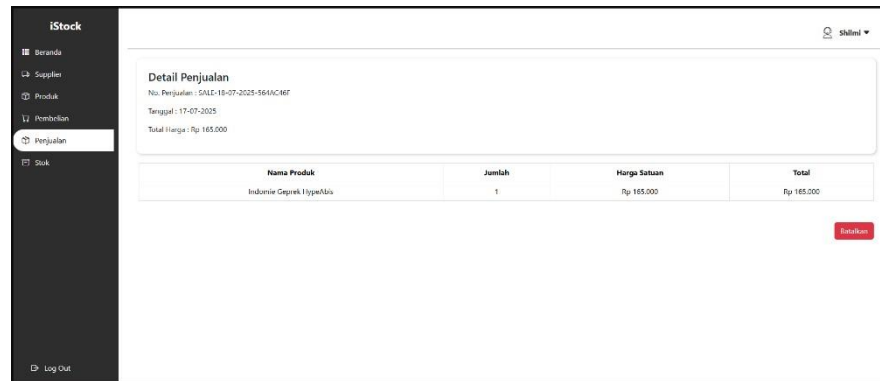 iStock
Shilmi
Beranda
Supplier
Produk
Pembelian
Penjualan
Stok
Detail Penjualan
No. Penjualan : SALE-18-07-2025-564AC46F
Tanggal : 17-07-2025
Total Harga : Rp 165.000
Nama Produk Jumlah Harga Satuan Total
Indomie Geprek HypeAbis 1 Rp 165.000 Rp 165.000
Batalkan
Log Out